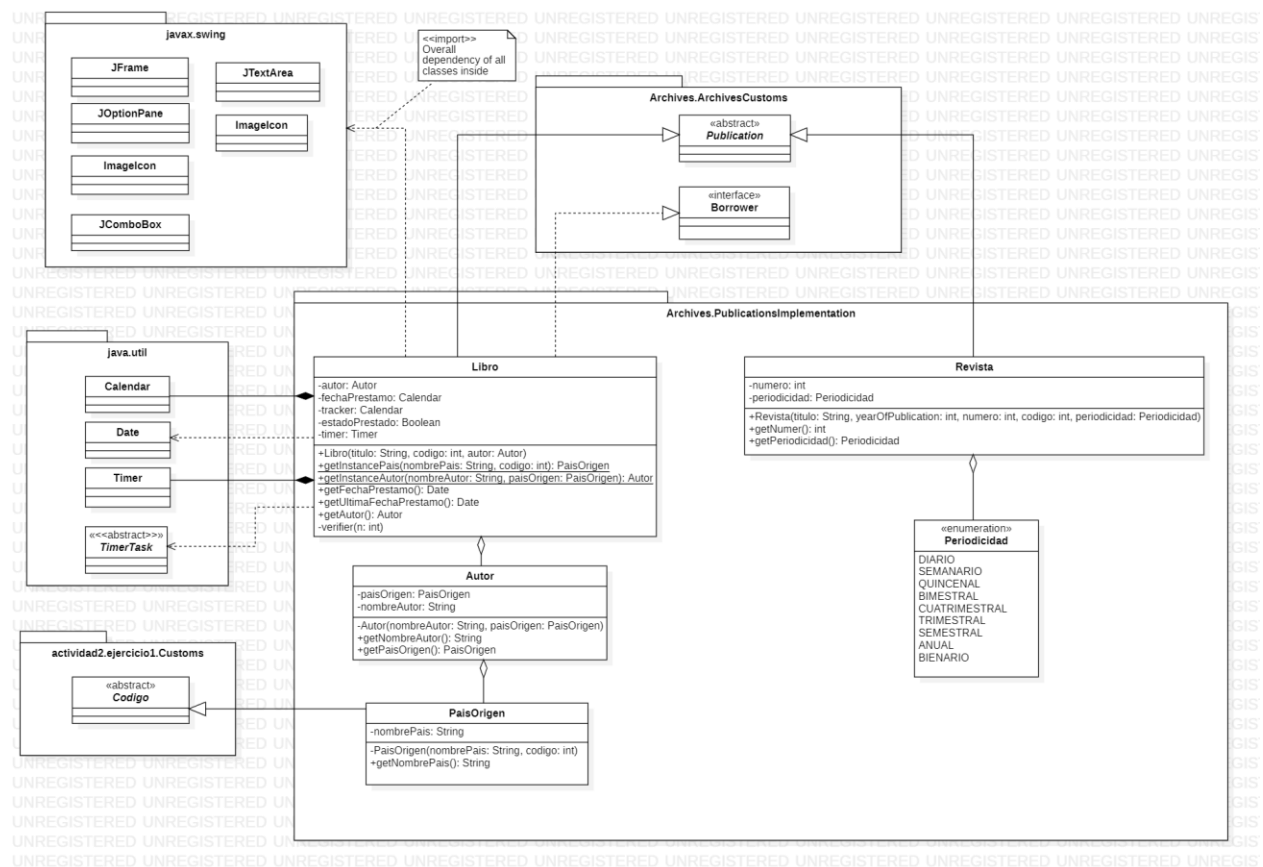 javax.swing
JFrame
JTextArea
JOptionPane
ImageIcon
ImageIcon
JComboBox
<<import>>
Overall
dependency of all
classes inside
Archives.ArchivesCustoms
«abstract»
Publication
«interface»
Borrower
Archives.PublicationsImplementation
java.util
Calendar
Date
Timer
«<<abstract>>»
TimerTask
Libro
-autor: Autor
-fechaPrestamo: Calendar
-tracker: Calendar
-estadoPrestado: Boolean
-timer: Timer
+Libro(titulo: String, codigo: int, autor: Autor)
+getInstancePais(nombrePais: String, codigo: int): PaisOrigen
+getInstanceAutor(nombreAutor: String, paisOrigen: PaisOrigen): Autor
+getFechaPrestamo(): Date
+getUltimaFechaPrestamo(): Date
+getAutor(): Autor
-verifier(n: int)
Revista
-numero: int
-periodicidad: Periodicidad
+Revista(titulo: String, yearOfPublication: int, numero: int, codigo: int, periodicidad: Periodicidad)
+getNumer(): int
+getPeriodicidad(): Periodicidad
«enumeration»
Periodicidad
DIARIO
SEMANARIO
QUINCENAL
BIMESTRAL
CUATRIMESTRAL
TRIMESTRAL
SEMESTRAL
ANUAL
BIENARIO
Autor
-paisOrigen: PaisOrigen
-nombreAutor: String
-Autor(nombreAutor: String, paisOrigen: PaisOrigen)
+getNombreAutor(): String
+getPaisOrigen(): PaisOrigen
actividad2.ejercicio1.Customs
«abstract»
Codigo
PaisOrigen
-nombrePais: String
-PaisOrigen(nombrePais: String, codigo: int)
+getNombrePais(): String
UNREGISTERED